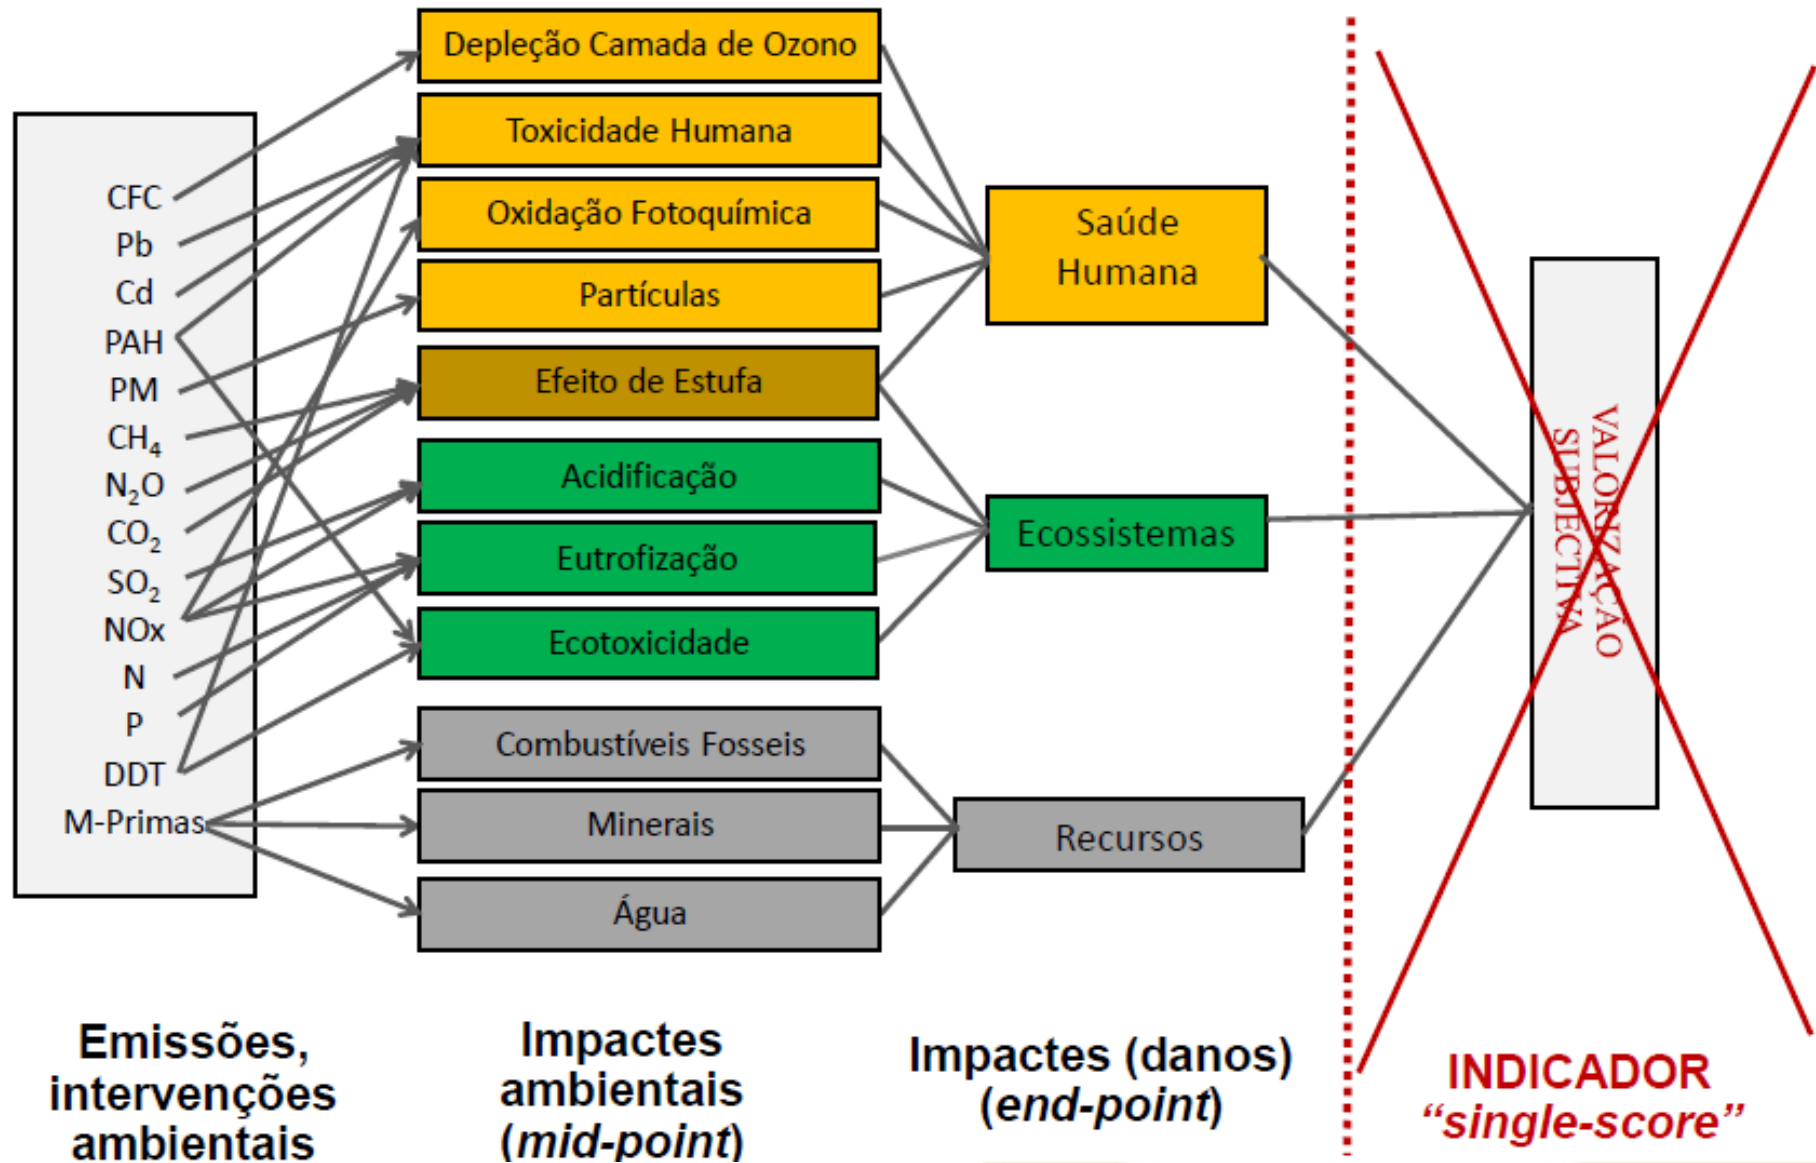 CFC
Pb
Cd
PAH
PM
CH₄
N₂O
CO₂
SO₂
NOx
N
P
DDT
M-Primas
Depleção Camada de Ozono
Toxicidade Humana
Oxidação Fotoquímica
Partículas
Efeito de Estufa
Acidificação
Eutrofização
Ecotoxicidade
Combustíveis Fosseis
Minerais
Água
Saúde
Humana
Ecossistemas
Recursos
VALORIZAÇÃO
SUBJECTIVA
Emissões,
intervenções
ambientais
Impactes
ambientais
(mid-point)
Impactes (danos)
(end-point)
INDICADOR
“single-score”